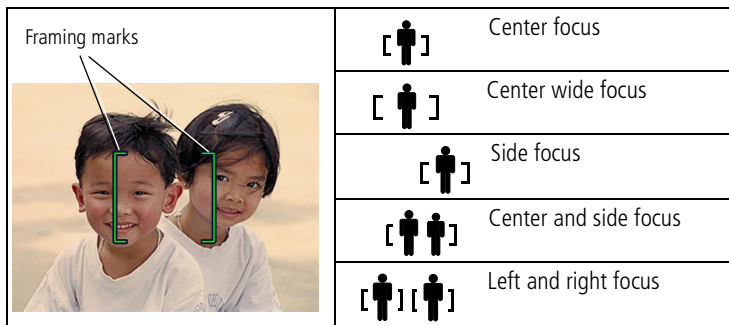 Framing marks
Center focus
Center wide focus
Side focus
Center and side focus
Left and right focus